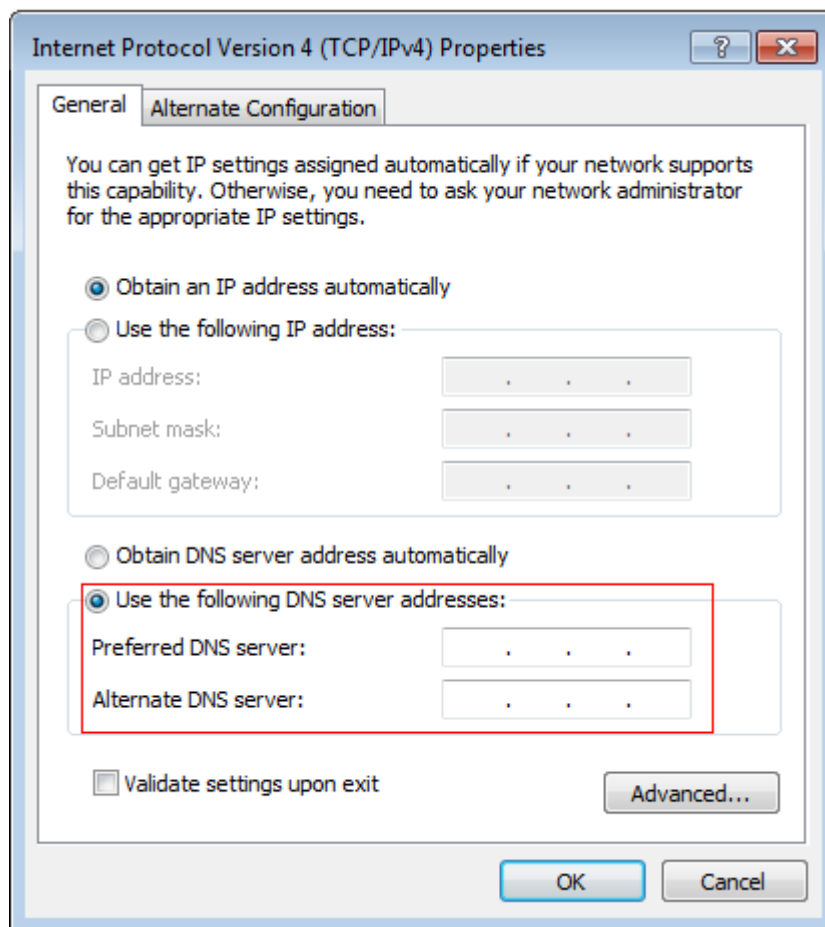 Internet Protocol Version 4 (TCP/IPv4) Properties
General
Alternate Configuration
You can get IP settings assigned automatically if your network supports
this capability. Otherwise, you need to ask your network administrator
for the appropriate IP settings.
Obtain an IP address automatically
Use the following IP address:
IP address: . . .
Subnet mask: . . .
Default gateway: . . .
Obtain DNS server address automatically
Use the following DNS server addresses:
Preferred DNS server: . . .
Alternate DNS server: . . .
Validate settings upon exit
Advanced...
OK
Cancel